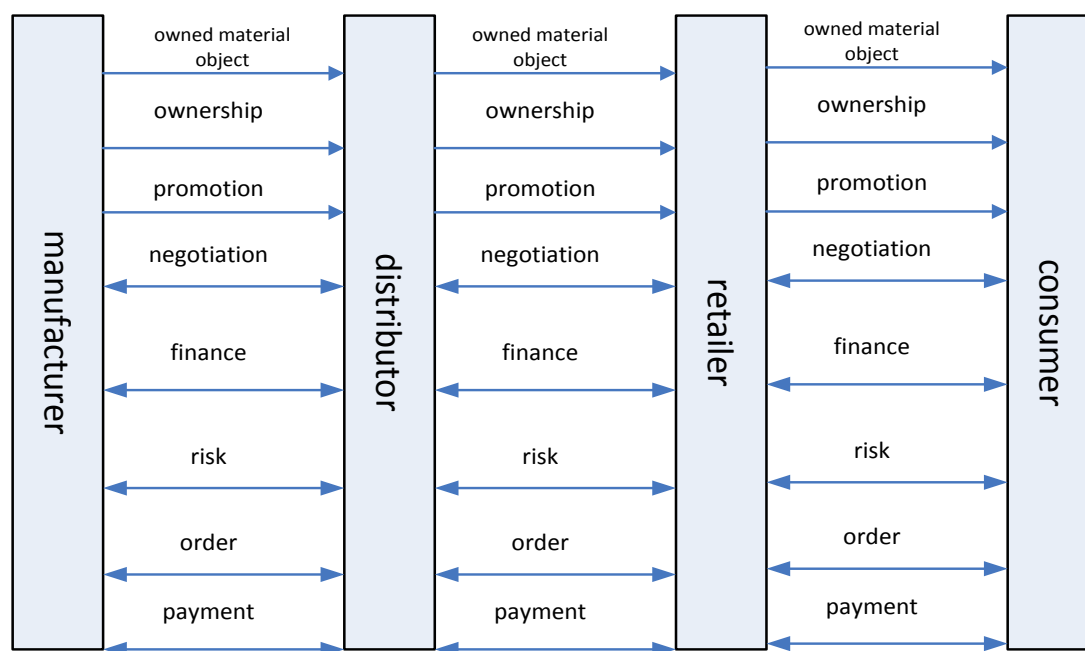 manufacturer
owned material
object
ownership
promotion
negotiation
finance
risk
order
payment
distributor
owned material
object
ownership
promotion
negotiation
finance
risk
order
payment
retailer
owned material
object
ownership
promotion
negotiation
finance
risk
order
payment
consumer